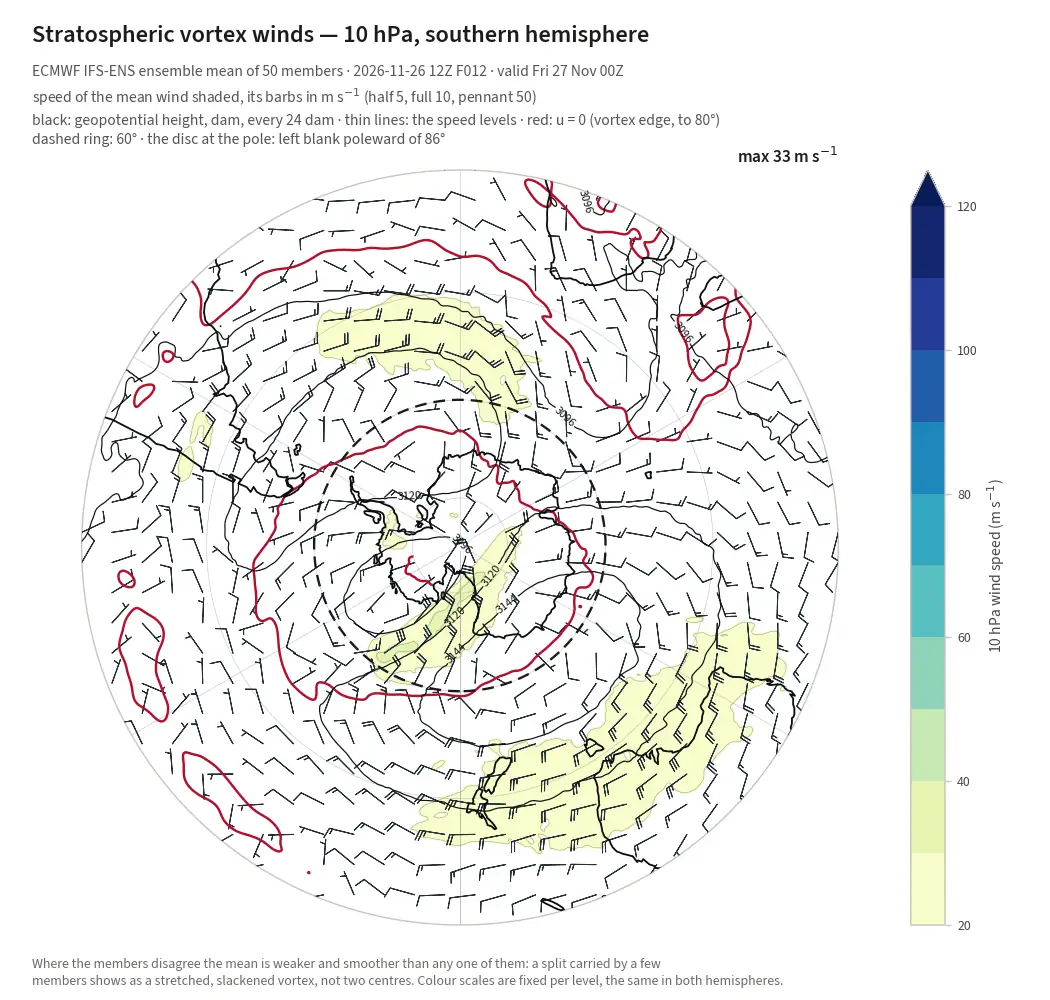 Stratospheric vortex winds — 10 hPa, southern hemisphere
ECMWF IFS-ENS ensemble mean of 50 members · 2026-11-26 12Z F012 · valid Fri 27 Nov 00Z
speed of the mean wind shaded, its barbs in m s⁻¹ (half 5, full 10, pennant 50)
black: geopotential height, dam, every 24 dam · thin lines: the speed levels · red: u = 0 (vortex edge, to 80°)
dashed ring: 60° · the disc at the pole: left blank poleward of 86°
max 33 m s⁻¹
3096
3096
3096
3120
3096
3120
3144
3120
3144
120
100
80
60
40
20
10 hPa wind speed (m s⁻¹)
Where the members disagree the mean is weaker and smoother than any one of them: a split carried by a few
members shows as a stretched, slackened vortex, not two centres. Colour scales are fixed per level, the same in both hemispheres.